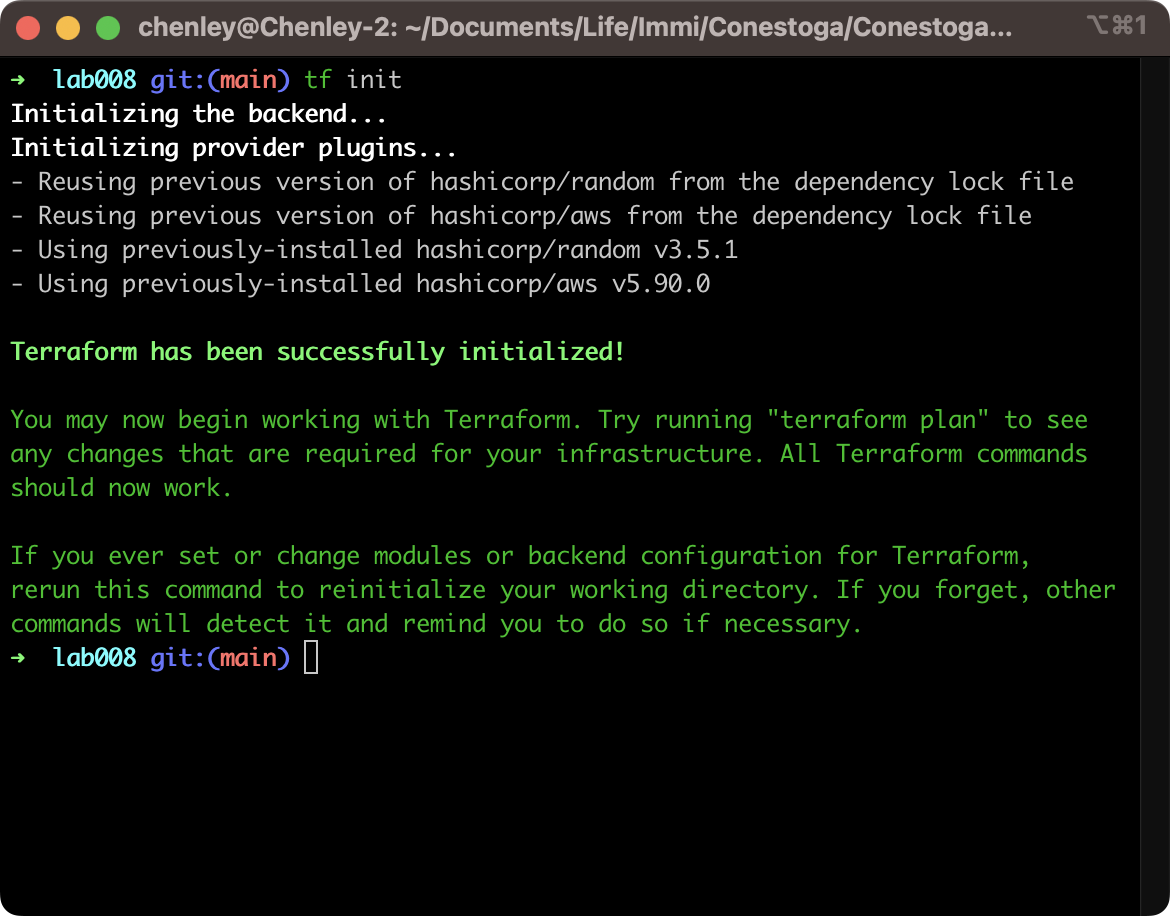 chenley@Chenley-2: ~/Documents/Life/Immi/Conestoga/Conestoga... ⌥⌘1
➜  lab008 git:(main) tf init
Initializing the backend...
Initializing provider plugins...
- Reusing previous version of hashicorp/random from the dependency lock file
- Reusing previous version of hashicorp/aws from the dependency lock file
- Using previously-installed hashicorp/random v3.5.1
- Using previously-installed hashicorp/aws v5.90.0
Terraform has been successfully initialized!
You may now begin working with Terraform. Try running "terraform plan" to see
any changes that are required for your infrastructure. All Terraform commands
should now work.
If you ever set or change modules or backend configuration for Terraform,
rerun this command to reinitialize your working directory. If you forget, other
commands will detect it and remind you to do so if necessary.
➜  lab008 git:(main)